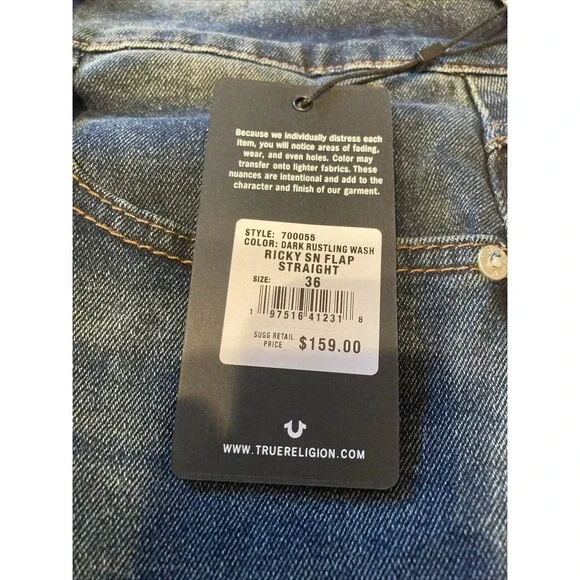 Because we individually distress each
item, you will notice areas of fading,
wear, and even holes. Color may
transfer onto lighter fabrics. These
nuances are intentional and add to the
character and finish of our garment.
STYLE: 700055
COLOR: DARK RUSTLING WASH
RICKY SN FLAP
STRAIGHT
SIZE: 36
1 97516 41231 8
SUGG RETAIL
PRICE $159.00
WWW.TRUERELIGION.COM